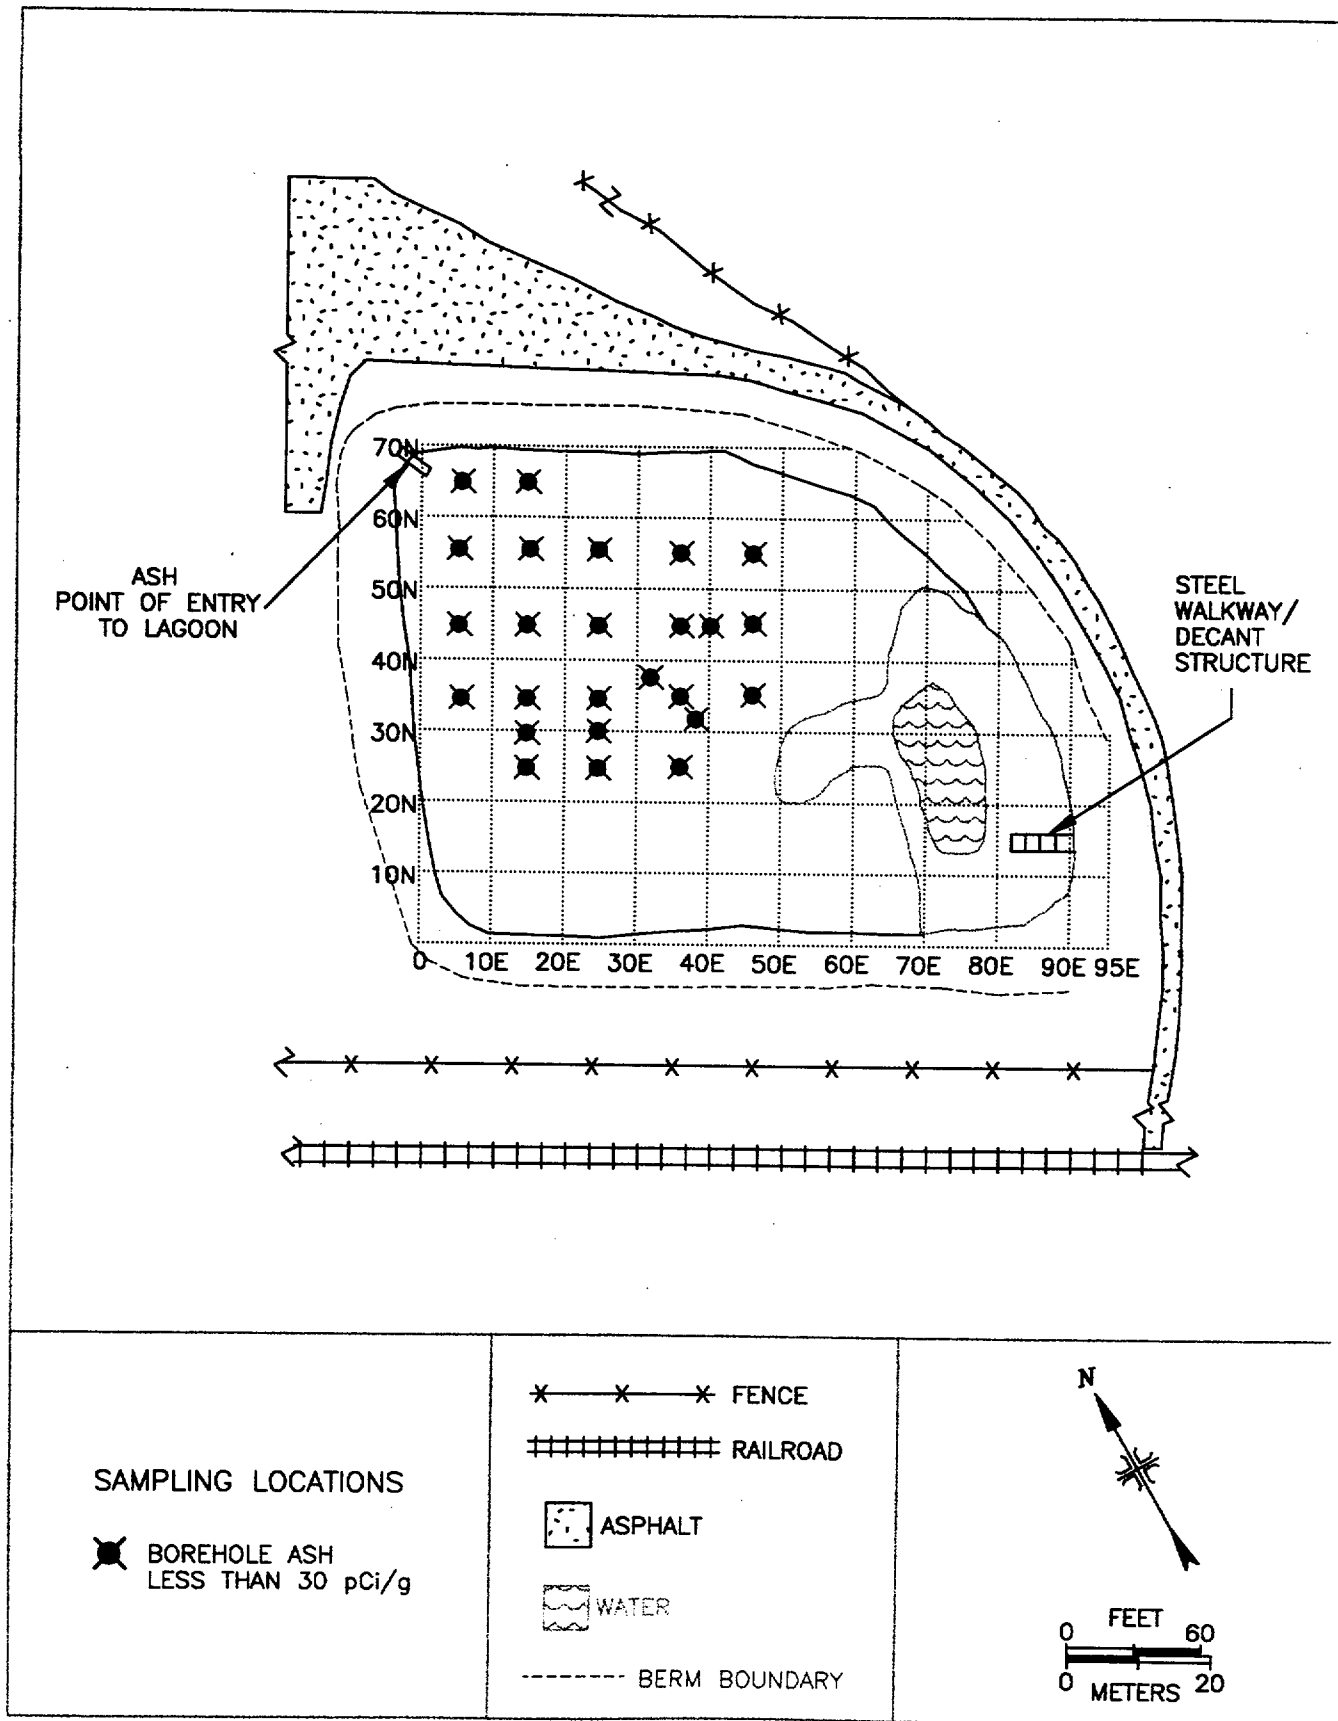 70N
60N
50N
40N
30N
20N
10N
0 10E 20E 30E 40E 50E 60E 70E 80E 90E 95E
ASH
POINT OF ENTRY
TO LAGOON
STEEL
WALKWAY/
DECANT
STRUCTURE
SAMPLING LOCATIONS
BOREHOLE ASH
LESS THAN 30 pCi/g
FENCE
RAILROAD
ASPHALT
WATER
BERM BOUNDARY
N
FEET
0 60
0 20
METERS